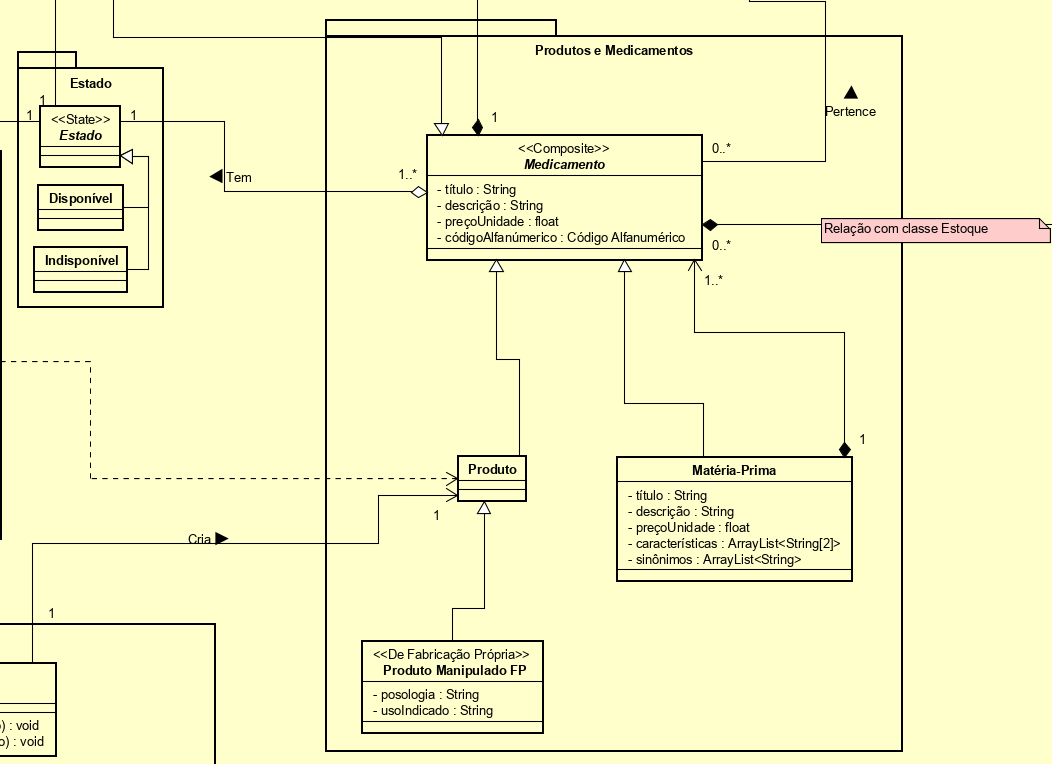 Produtos e Medicamentos
Estado
1
1
<<State>>
Estado
1
Disponível
Indisponível
Tem
1..*
1
<<Composite>>
Medicamento
- título : String
- descrição : String
- preçoUnidade : float
- códigoAlfanúmerico : Código Alfanumérico
0..*
Pertence
0..*
Relação com classe Estoque
1..*
1
Produto
1
Cria
Matéria-Prima
- título : String
- descrição : String
- preçoUnidade : float
- características : ArrayList<String[2]>
- sinônimos : ArrayList<String>
1
<<De Fabricação Própria>>
Produto Manipulado FP
- posologia : String
- usoIndicado : String
) : void
o) : void